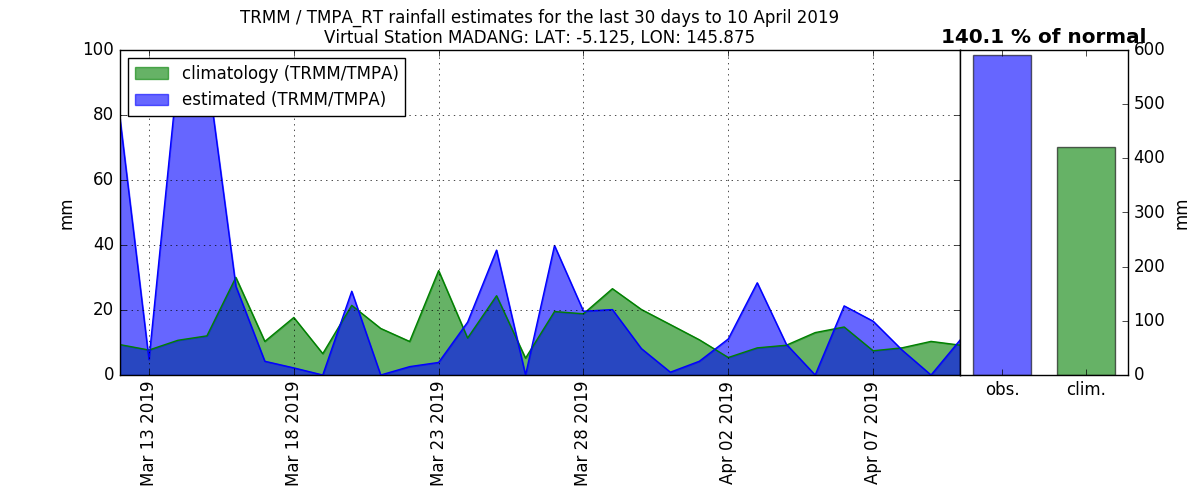 TRMM / TMPA_RT rainfall estimates for the last 30 days to 10 April 2019
Virtual Station MADANG: LAT: -5.125, LON: 145.875
140.1 % of normal
climatology (TRMM/TMPA)
estimated (TRMM/TMPA)
100
80
60
40
20
0
mm
Mar 13 2019
Mar 18 2019
Mar 23 2019
Mar 28 2019
Apr 02 2019
Apr 07 2019
600
500
400
300
200
100
0
mm
obs.
clim.